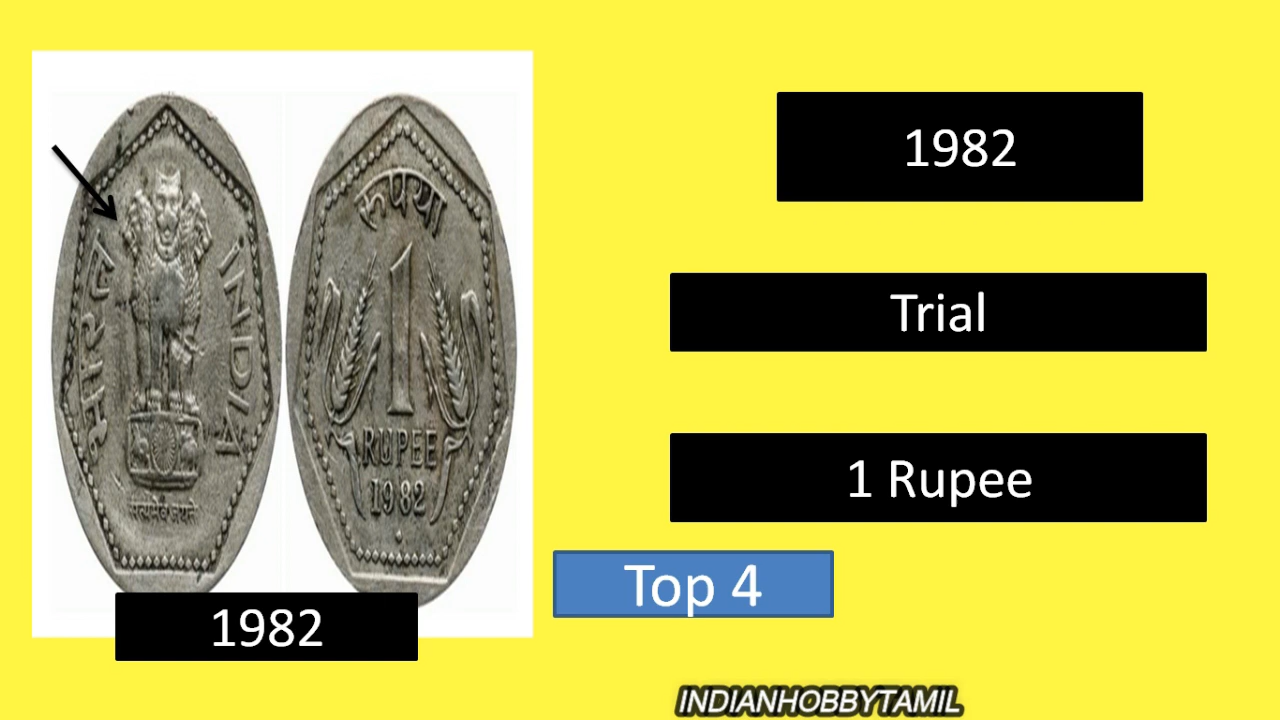 भारत
INDIA
सत्यमेव जयते
रूपया
1
RUPEE
1982
1982
1982
Trial
1 Rupee
Top 4
INDIANHOBBYTAMIL